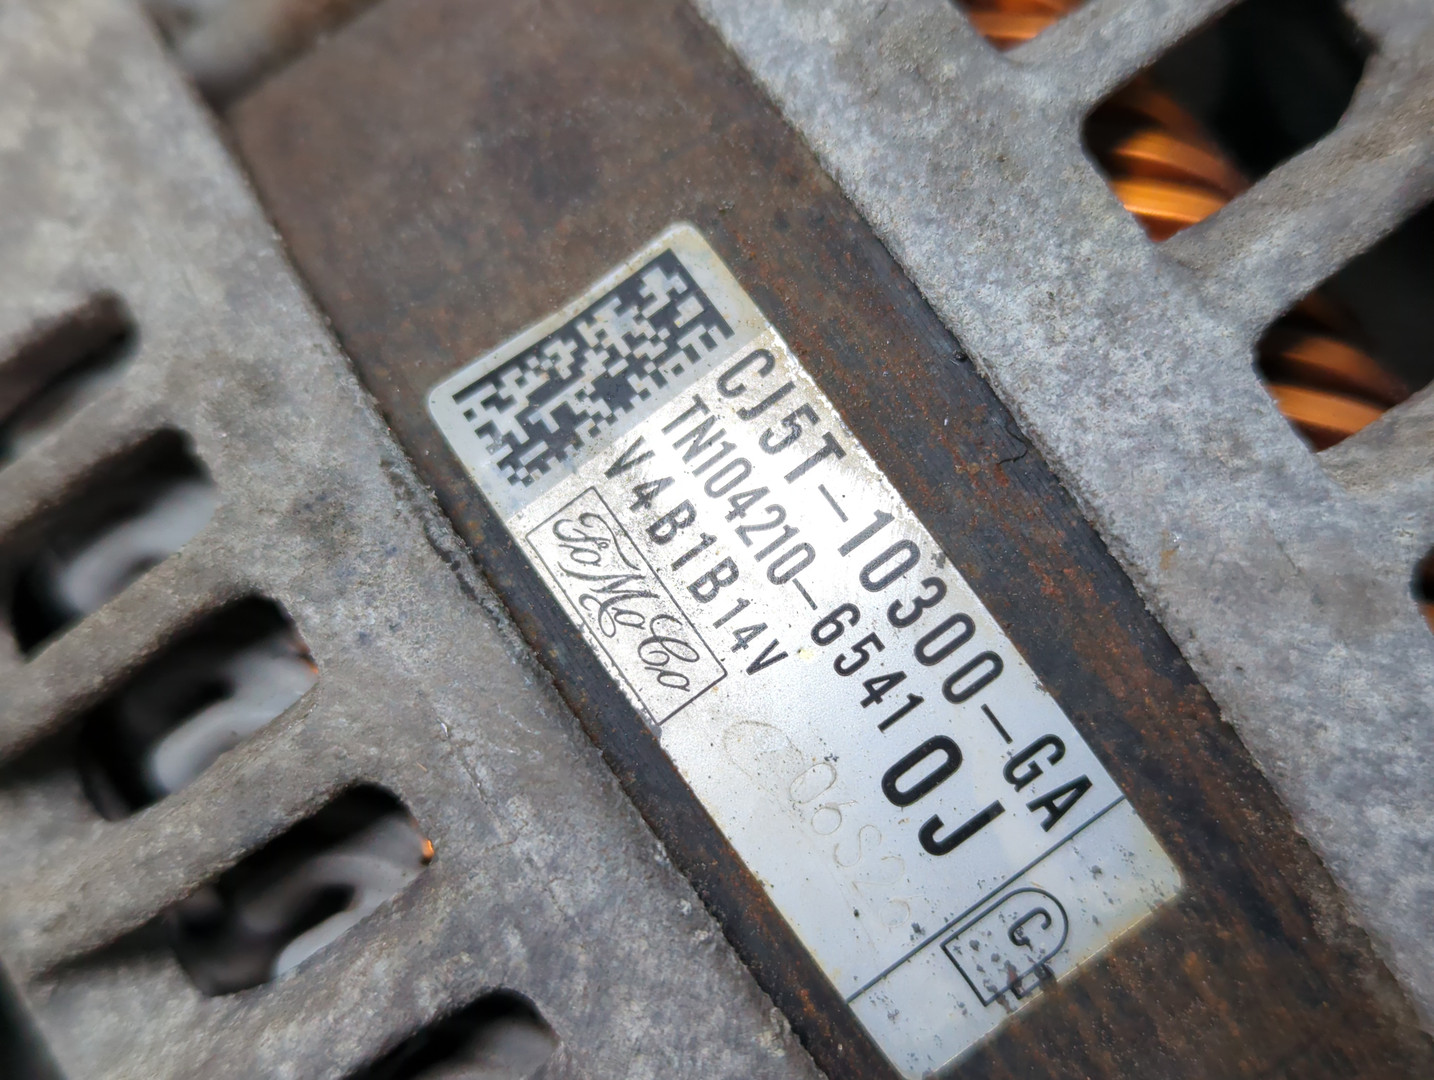 CJ5T-10300-GA
TN104210-6541
V4B1B14V
OJ
FoMoCo
G